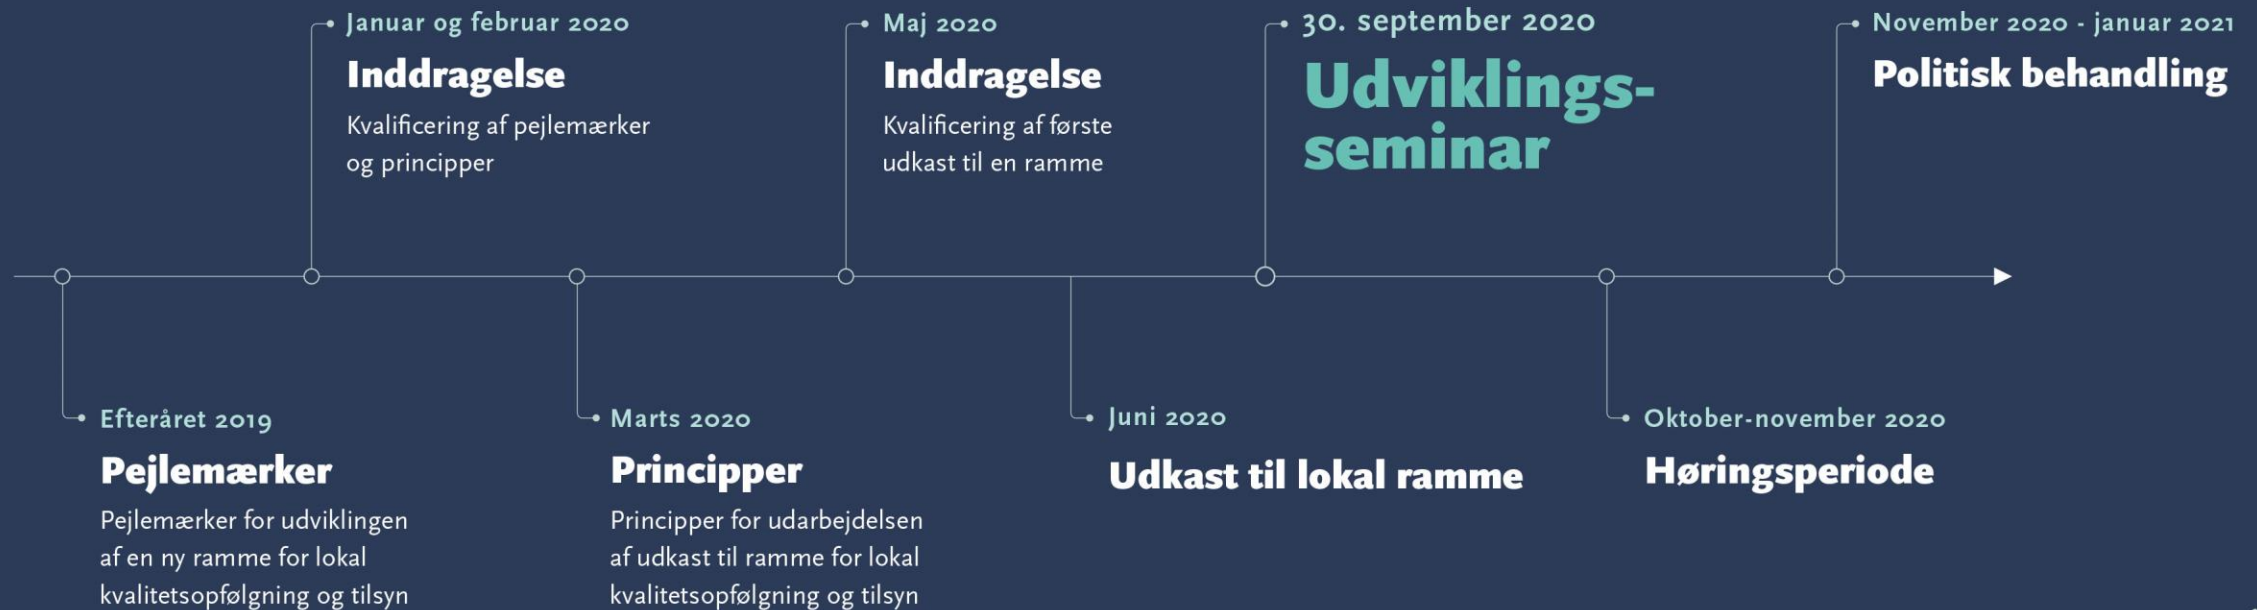 Januar og februar 2020
Inddragelse
Kvalificering af pejlemærker
og principper
Maj 2020
Inddragelse
Kvalificering af første
udkast til en ramme
30. september 2020
Udviklings-
seminar
November 2020 - januar 2021
Politisk behandling
Efteråret 2019
Pejlemærker
Pejlemærker for udviklingen
af en ny ramme for lokal
kvalitetsopfølgning og tilsyn
Marts 2020
Principper
Principper for udarbejdelsen
af udkast til ramme for lokal
kvalitetsopfølgning og tilsyn
Juni 2020
Udkast til lokal ramme
Oktober-november 2020
Høringsperiode